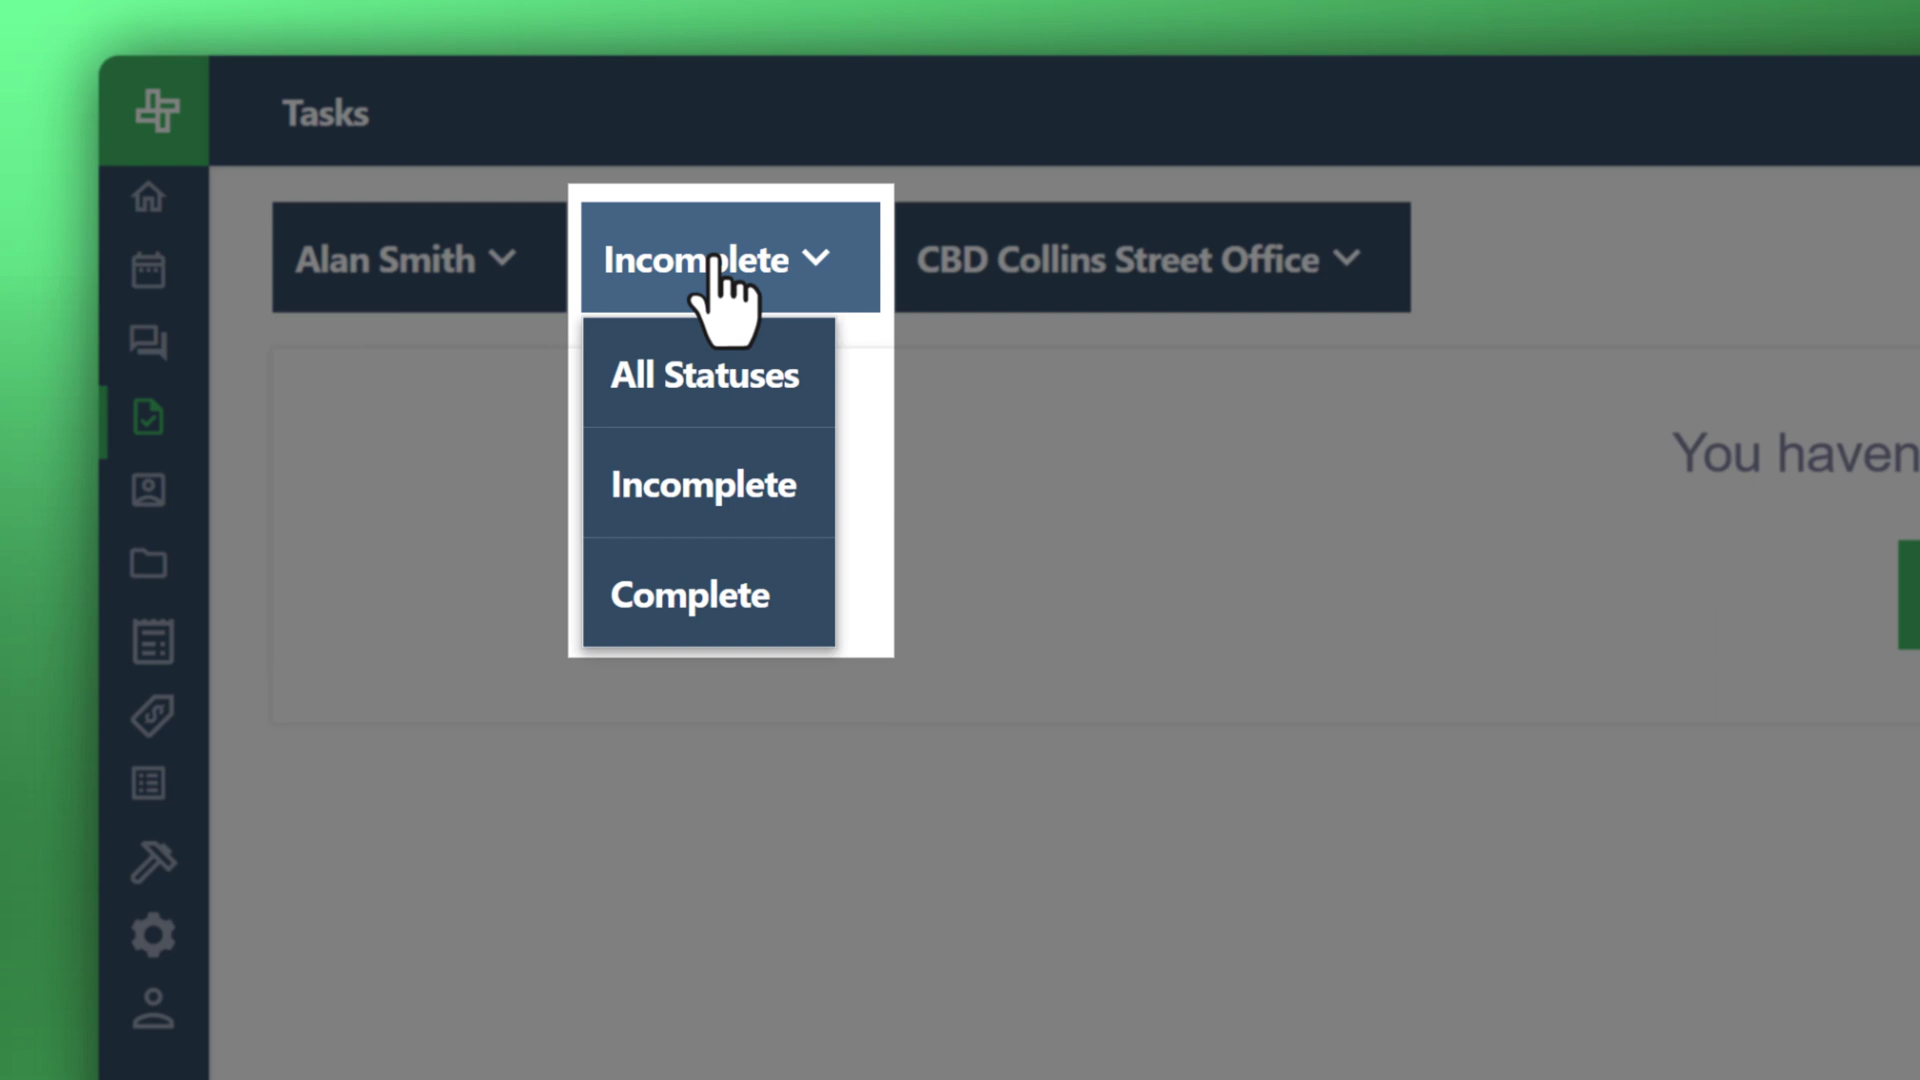 Tasks
Alan Smith
Incomplete
CBD Collins Street Office
All Statuses
Incomplete
Complete
You haven